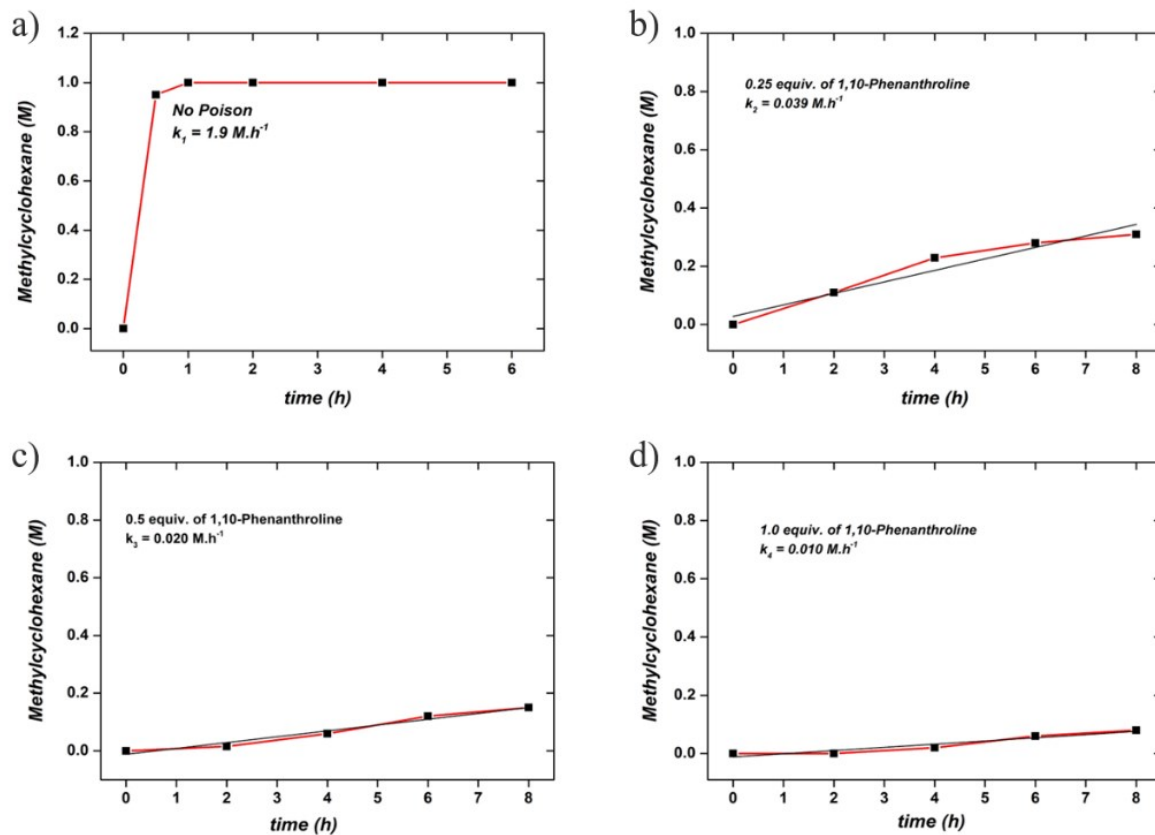 a)
1.2
1.0
0.8
0.6
0.4
0.2
0.0
Methylcyclohexane (M)
No Poison
k1 = 1.9 M.h-1
0 1 2 3 4 5 6
time (h)
b)
1.0
0.8
0.6
0.4
0.2
0.0
Methylcyclohexane (M)
0.25 equiv. of 1,10-Phenanthroline
k2 = 0.039 M.h-1
0 1 2 3 4 5 6 7 8
time (h)
c)
1.0
0.8
0.6
0.4
0.2
0.0
Methylcyclohexane (M)
0.5 equiv. of 1,10-Phenanthroline
k3 = 0.020 M.h-1
0 1 2 3 4 5 6 7 8
time (h)
d)
1.0
0.8
0.6
0.4
0.2
0.0
Methylcyclohexane (M)
1.0 equiv. of 1,10-Phenanthroline
k4 = 0.010 M.h-1
0 1 2 3 4 5 6 7 8
time (h)